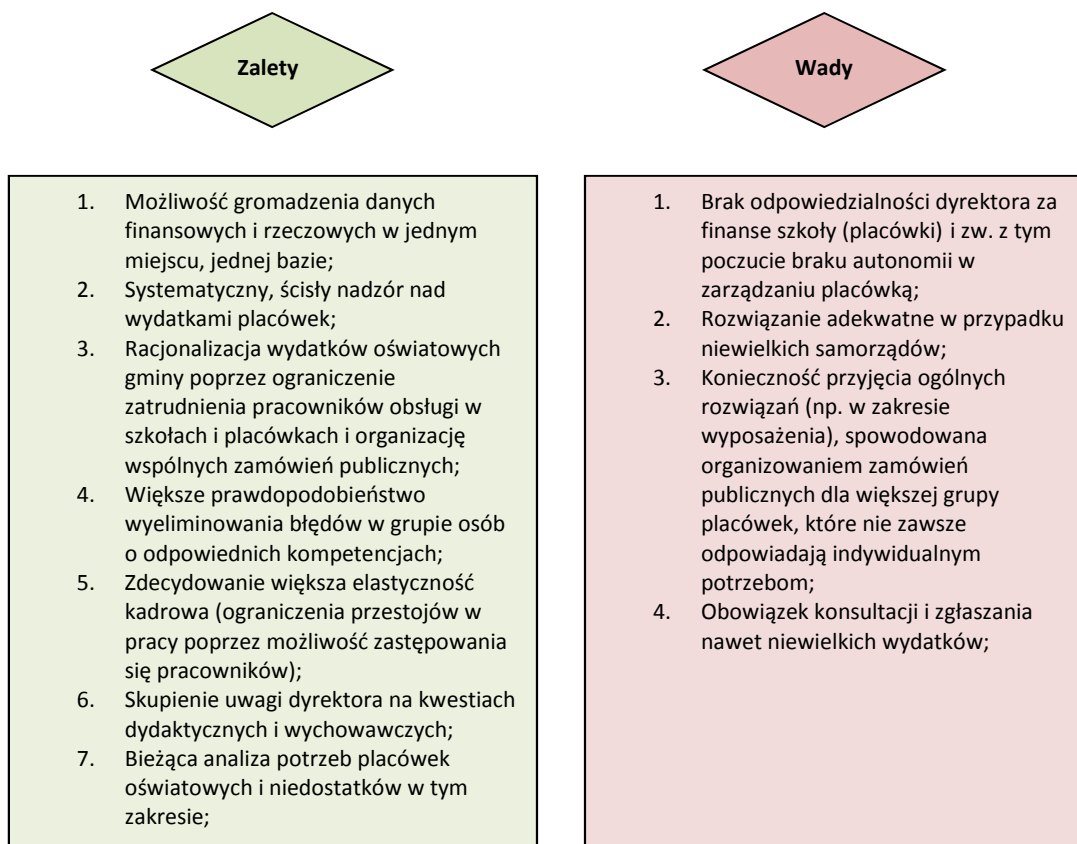 Zalety
Wady
1. Możliwość gromadzenia danych
finansowych i rzeczowych w jednym
miejscu, jednej bazie;
2. Systematyczny, ścisły nadzór nad
wydatkami placówek;
3. Racjonalizacja wydatków oświatowych
gminy poprzez ograniczenie
zatrudnienia pracowników obsługi w
szkołach i placówkach i organizację
wspólnych zamówień publicznych;
4. Większe prawdopodobieństwo
wyeliminowania błędów w grupie osób
o odpowiednich kompetencjach;
5. Zdecydowanie większa elastyczność
kadrowa (ograniczenia przestojów w
pracy poprzez możliwość zastępowania
się pracowników);
6. Skupienie uwagi dyrektora na kwestiach
dydaktycznych i wychowawczych;
7. Bieżąca analiza potrzeb placówek
oświatowych i niedostatków w tym
zakresie;
1. Brak odpowiedzialności dyrektora za
finanse szkoły (placówki) i zw. z tym
poczucie braku autonomii w
zarządzaniu placówką;
2. Rozwiązanie adekwatne w przypadku
niewielkich samorządów;
3. Konieczność przyjęcia ogólnych
rozwiązań (np. w zakresie
wyposażenia), spowodowana
organizowaniem zamówień
publicznych dla większej grupy
placówek, które nie zawsze
odpowiadają indywidualnym
potrzebom;
4. Obowiązek konsultacji i zgłaszania
nawet niewielkich wydatków;